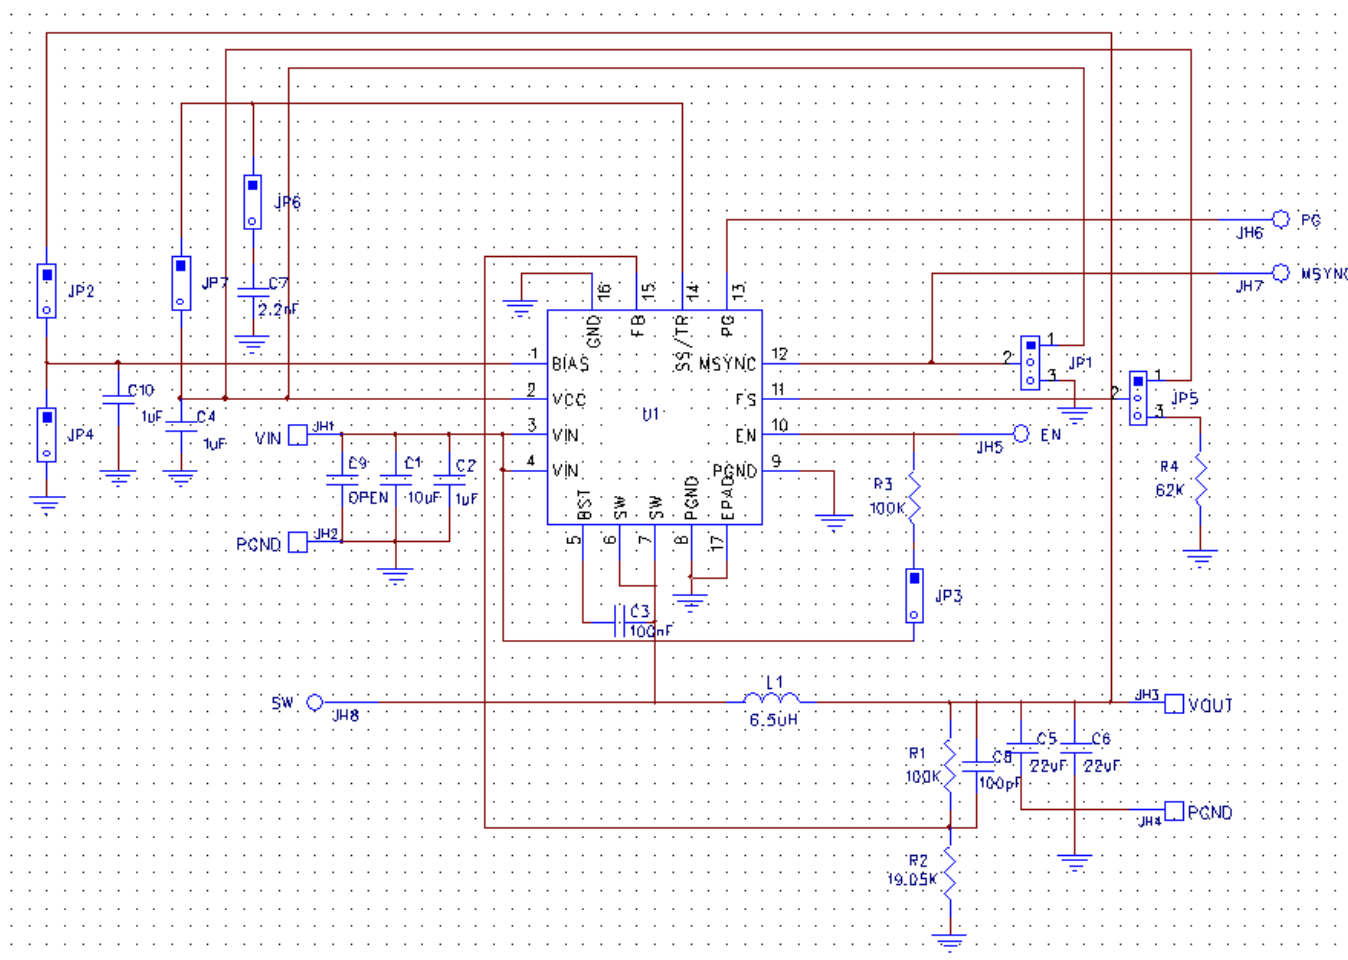 JP6
PG
JH6
JP2
JP7
C7
2.2nF
MSYNC
JH7
16
15
14
13
GND
FB
SS/TR
PG
1
BIAS
MSYNC
12
2
1
3
JP1
C10
1uF
2
VCC
U1
FS
11
2
1
3
JP5
JP4
C4
1uF
VIN
JH1
3
VIN
EN
10
JH5
EN
C9
OPEN
C1
10uF
C2
1uF
4
VIN
PGND
9
R3
100K
R4
62K
BST
SW
SW
PGND
EPAD
5
6
7
8
17
PGND
JH2
JP3
C3
100nF
SW
JH8
L1
6.5uH
JH3
VOUT
R1
100K
C8
100pF
C5
22uF
C6
22uF
JH4
PGND
R2
19.05K